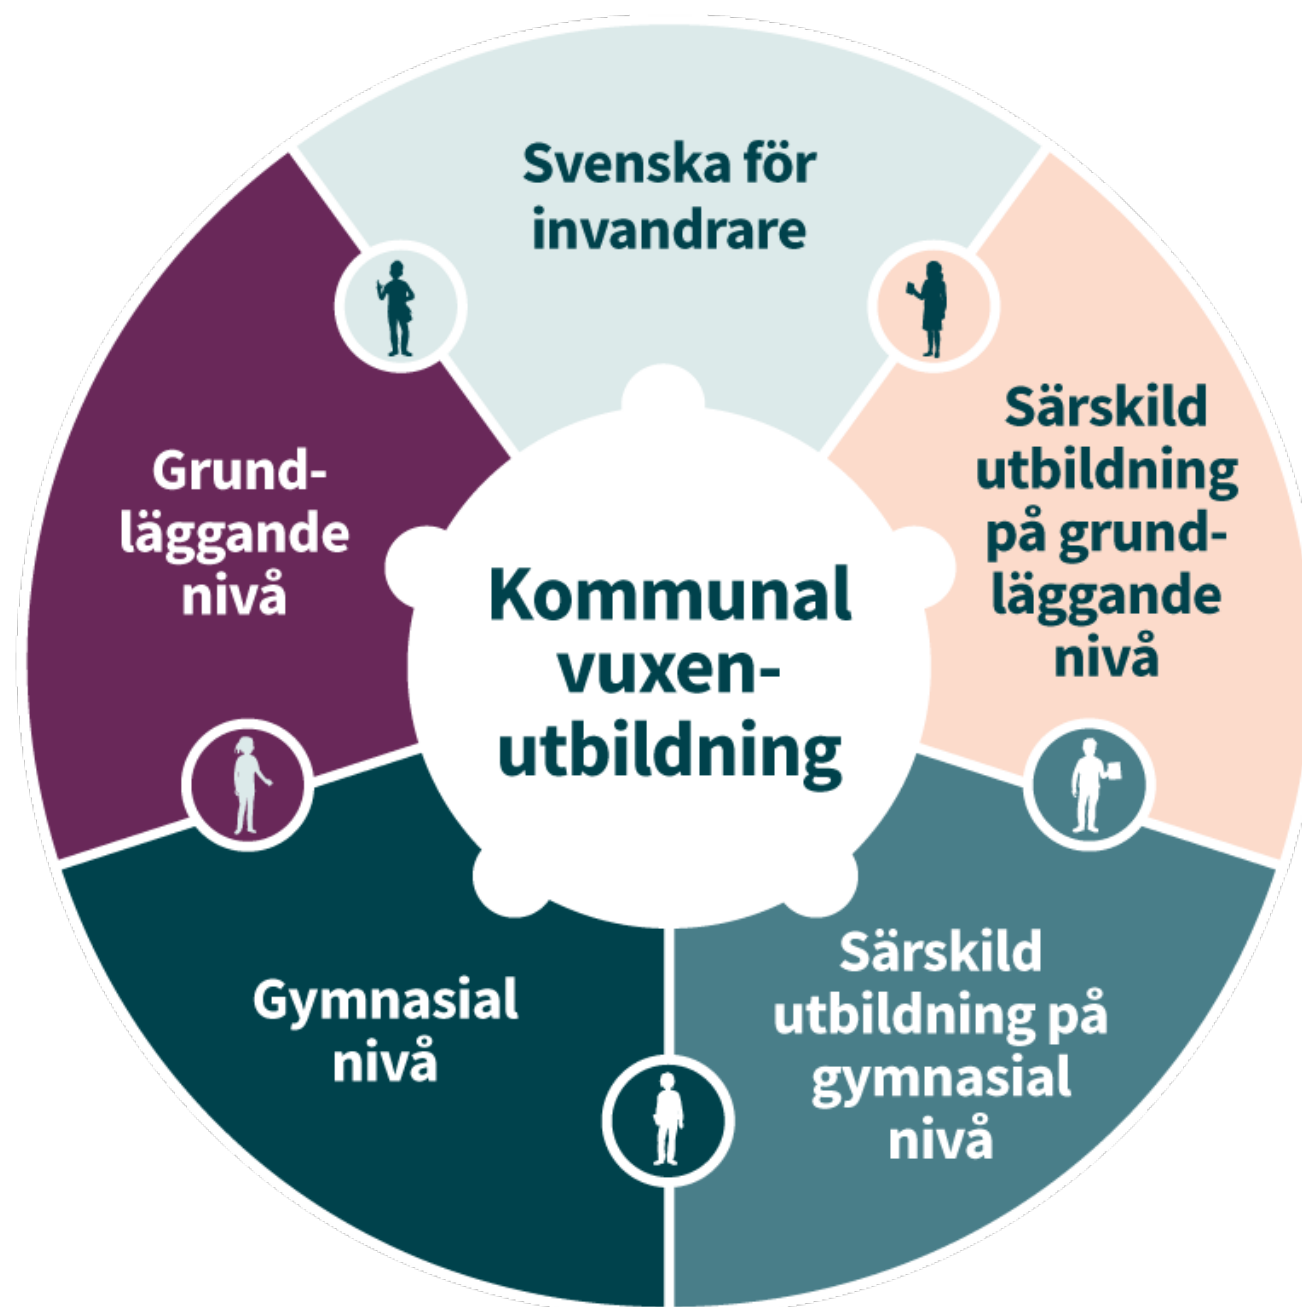 Svenska för
invandrare
Särskild
utbildning
på grund-
läggande
nivå
Särskild
utbildning på
gymnasial
nivå
Gymnasial
nivå
Grund-
läggande
nivå
Kommunal
vuxen-
utbildning